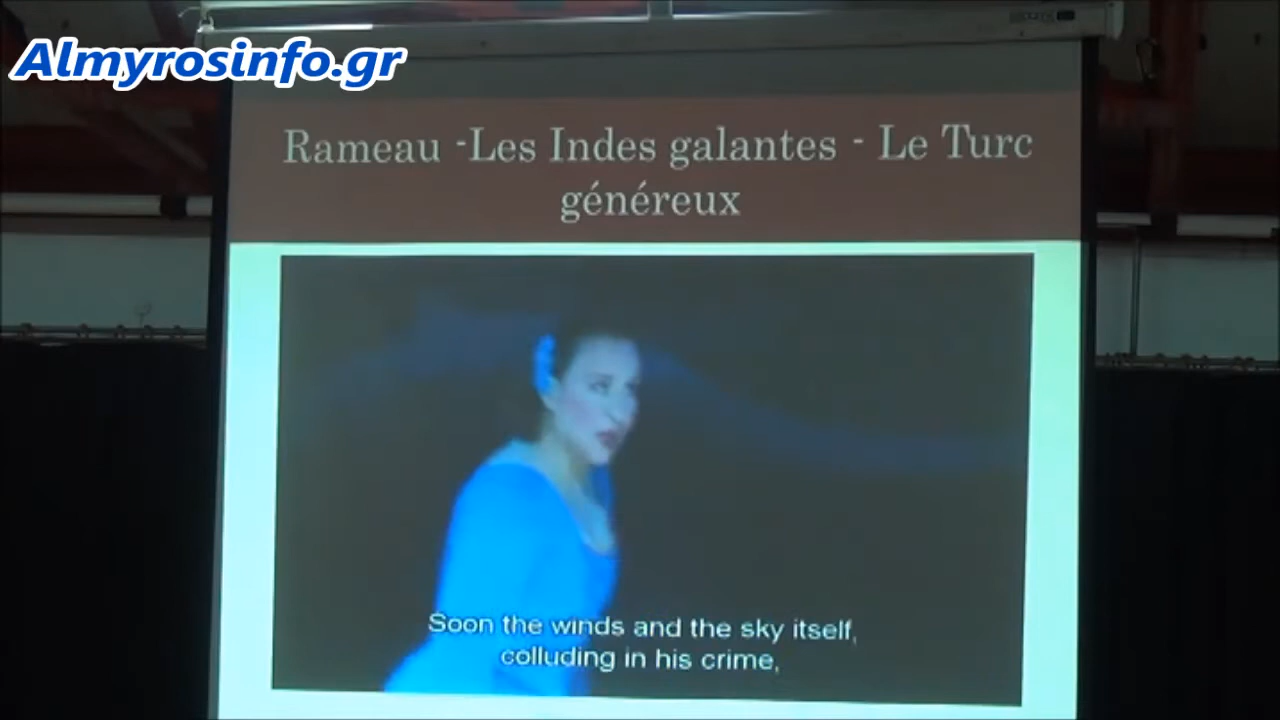 Almyrosinfo.gr
Rameau -Les Indes galantes - Le Turc
généreux
Soon the winds and the sky itself,
colluding in his crime,